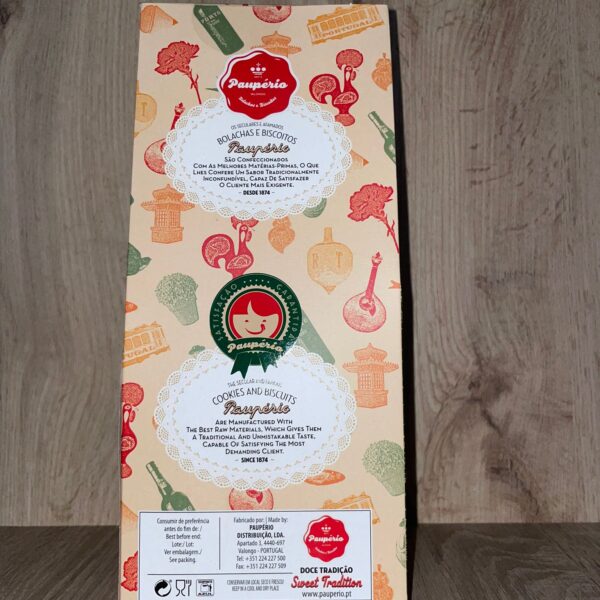 PORTO
PORTUGAL
Paupério
Bolachas e Biscoitos
OS SECULARES E AFAMADOS
BOLACHAS E BISCOITOS
Paupério
SÃO CONFECCIONADOS
COM AS MELHORES MATÉRIAS-PRIMAS, O QUE
LHES CONFERE UM SABOR TRADICIONALMENTE
INCONFUNDÍVEL, CAPAZ DE SATISFAZER
O CLIENTE MAIS EXIGENTE.
- DESDE 1874 -
R T
SATISFAÇÃO GARANTIDA
Paupério
PORTUGAL
THE SECULAR AND FAMOUS
COOKIES AND BISCUITS
Paupério
ARE MANUFACTURED WITH
THE BEST RAW MATERIALS, WHICH GIVES THEM
A TRADITIONAL AND UNMISTAKABLE TASTE,
CAPABLE OF SATISFYING THE MOST
DEMANDING CLIENT.
- SINCE 1874 -
Consumir de preferência
antes do fim de: /
Best before end:
Lote:/ Lot:
Ver embalagem./
See packing.
Fabricado por: | Made by:
PAUPÉRIO
DISTRIBUIÇÃO, LDA.
Apartado 3, 4440-697
Valongo - PORTUGAL
Tel: +351 224 227 500
Fax: +351 224 227 509
CONSERVAR EM LOCAL SECO E FRESCO/
KEEP IN A COOL AND DRY PLACE
Paupério
DOCE TRADIÇÃO
Sweet Tradition
www.pauperio.pt